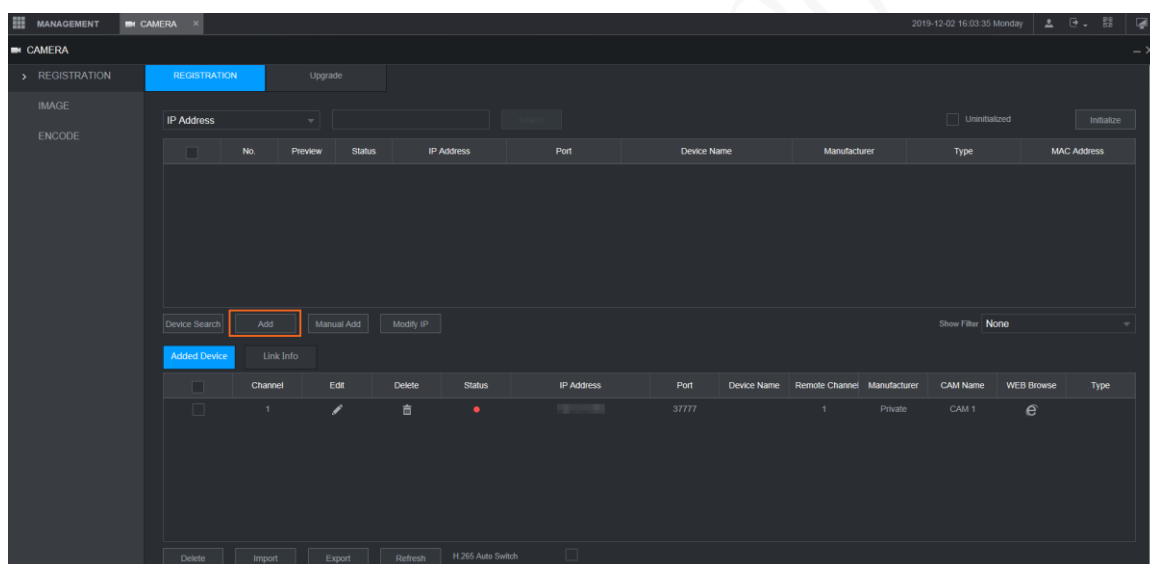 MANAGEMENT CAMERA × 2019-12-02 16:03:35 Monday
CAMERA
REGISTRATION REGISTRATION Upgrade
IMAGE
IP Address Search Uninitialized Initialize
ENCODE
No. Preview Status IP Address Port Device Name Manufacturer Type MAC Address
Device Search Add Manual Add Modify IP Show Filter None
Added Device Link Info
Channel Edit Delete Status IP Address Port Device Name Remote Channel Manufacturer CAM Name WEB Browse Type
1 37777 1 Private CAM 1
Delete Import Export Refresh H.265 Auto Switch